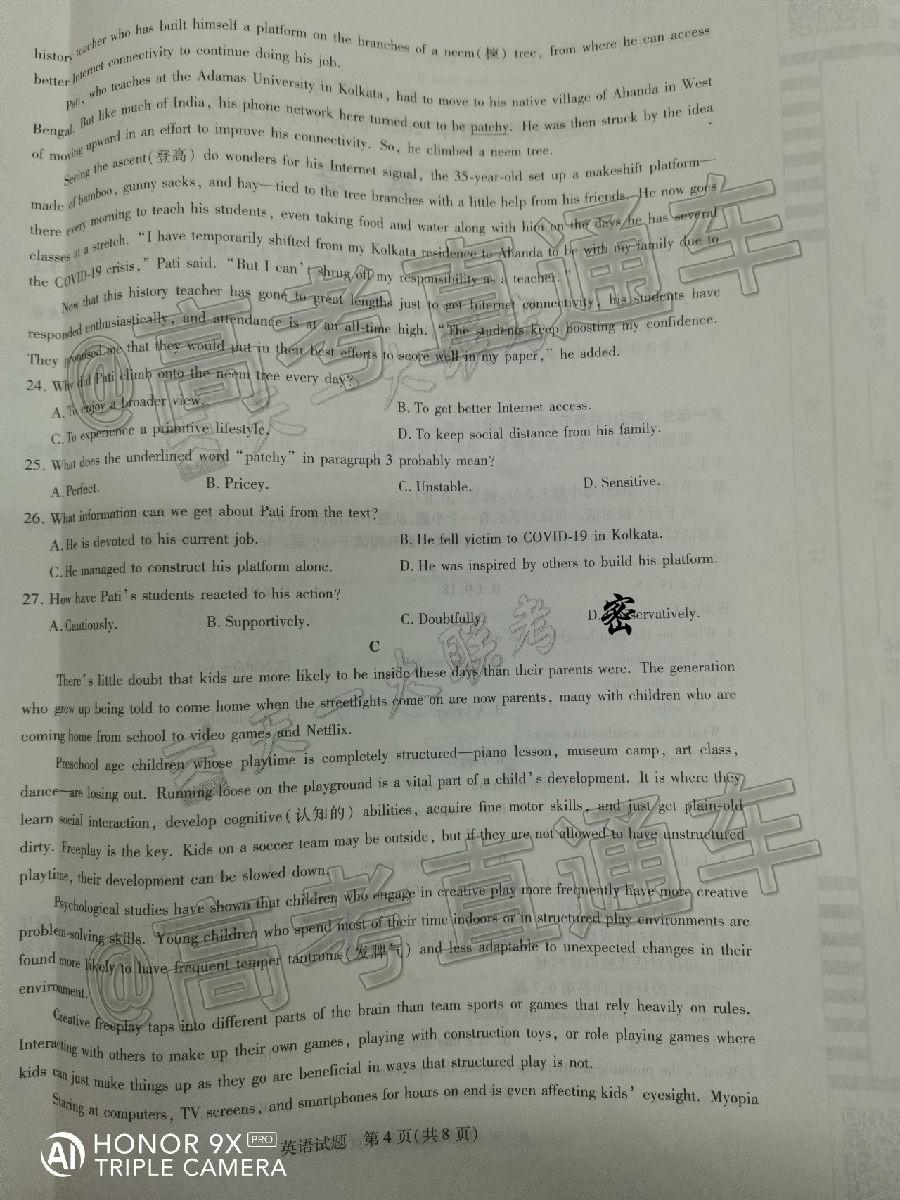 history teacher who has built himself a platform on the branches of a neem(楝) tree, from where he can access
better Internet connectivity to continue doing his job.
Pati, who teaches at the Adamas University in Kolkata, had to move to his native village of Ahanda in West
Bengal. But like much of India, his phone network here turned out to be patchy. He was then struck by the idea
of moving upward in an effort to improve his connectivity. So, he climbed a neem tree.
Seeing the ascent(登高) do wonders for his Internet signal, the 35-year-old set up a makeshift platform—
made of bamboo, gunny sacks, and hay—tied to the tree branches with a little help from his friends. He now goes
there every morning to teach his students, even taking food and water along with him on the days he has several
classes at a stretch. "I have temporarily shifted from my Kolkata residence to Ahanda to be with my family due to
the COVID-19 crisis," Pati said. "But I can't shrug off my responsibility as a teacher."
Now that this history teacher has gone to great lengths just to get Internet connectivity, his students have
responded enthusiastically, and attendance is at an all-time high. "The students keep boosting my confidence.
They promised me that they would put in their best efforts to score well in my paper," he added.
24. Why did Pati climb onto the neem tree every day?
A. To enjoy a broader view. B. To get better Internet access.
C. To experience a primitive lifestyle. D. To keep social distance from his family.
25. What does the underlined word "patchy" in paragraph 3 probably mean?
A. Perfect. B. Pricey. C. Unstable. D. Sensitive.
26. What information can we get about Pati from the text?
A. He is devoted to his current job. B. He fell victim to COVID-19 in Kolkata.
C. He managed to construct his platform alone. D. He was inspired by others to build his platform.
27. How have Pati's students reacted to his action?
A. Cautiously. B. Supportively. C. Doubtfully. D. 密servatively.
C
There's little doubt that kids are more likely to be inside these days than their parents were. The generation
who grew up being told to come home when the streetlights come on are now parents, many with children who are
coming home from school to video games and Netflix.
Preschool age children whose playtime is completely structured—piano lesson, museum camp, art class,
dance—are losing out. Running loose on the playground is a vital part of a child's development. It is where they
learn social interaction, develop cognitive(认知的) abilities, acquire fine motor skills, and just get plain-old
dirty. Freeplay is the key. Kids on a soccer team may be outside, but if they are not allowed to have unstructured
playtime, their development can be slowed down.
Psychological studies have shown that children who engage in creative play more frequently have more creative
problem-solving skills. Young children who spend most of their time indoors or in structured play environments are
found more likely to have frequent temper tantrums(发脾气) and less adaptable to unexpected changes in their
environment.
Creative freeplay taps into different parts of the brain than team sports or games that rely heavily on rules.
Interacting with others to make up their own games, playing with construction toys, or role playing games where
kids can just make things up as they go are beneficial in ways that structured play is not.
Staring at computers, TV screens, and smartphones for hours on end is even affecting kids' eyesight. Myopia
英语试题 第4页(共8页)
@高考直通车
天一大联考
@高考直通车
天一大联考
HONOR 9X PRO
TRIPLE CAMERA